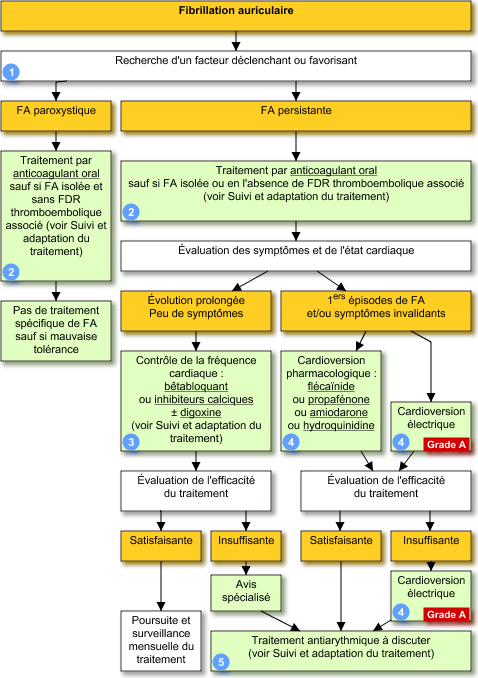 Fibrillation auriculaire
Recherche d'un facteur déclenchant ou favorisant
1
FA paroxystique
FA persistante
Traitement par
anticoagulant oral
sauf si FA isolée et
sans FDR
thromboembolique
associé (voir Suivi et
adaptation du
traitement)
2
Traitement par anticoagulant oral
sauf si FA isolée ou en l'absence de FDR thromboembolique associé
(voir Suivi et adaptation du traitement)
2
Pas de traitement
spécifique de FA
sauf si mauvaise
tolérance
Évaluation des symptômes et de l'état cardiaque
Évolution prolongée
Peu de symptômes
1ers épisodes de FA
et/ou symptômes invalidants
Contrôle de la fréquence
cardiaque :
bêtabloquant
ou inhibiteurs calciques
± digoxine
(voir Suivi et adaptation du
traitement)
3
Cardioversion
pharmacologique :
flécaïnide
ou propafénone
ou amiodarone
ou hydroquinidine
4
Cardioversion
électrique
4
Grade A
Évaluation de l'efficacité
du traitement
Évaluation de l'efficacité
du traitement
Satisfaisante
Insuffisante
Satisfaisante
Insuffisante
Avis
spécialisé
Cardioversion
électrique
4
Grade A
Poursuite et
surveillance
mensuelle du
traitement
Traitement antiarythmique à discuter
(voir Suivi et adaptation du traitement)
5